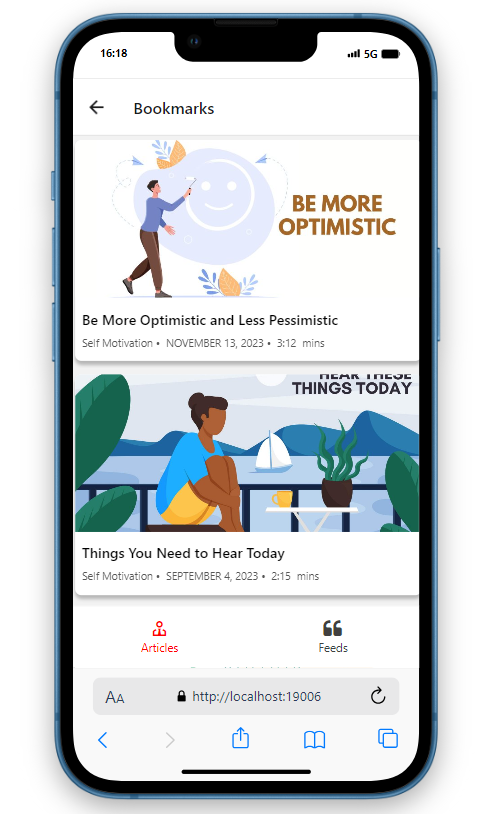 16:18
5G
Bookmarks
BE MORE
OPTIMISTIC
Be More Optimistic and Less Pessimistic
Self Motivation • NOVEMBER 13, 2023 • 3:12 mins
HEAR THESE
THINGS TODAY
Things You Need to Hear Today
Self Motivation • SEPTEMBER 4, 2023 • 2:15 mins
Articles
Feeds
AA
http://localhost:19006